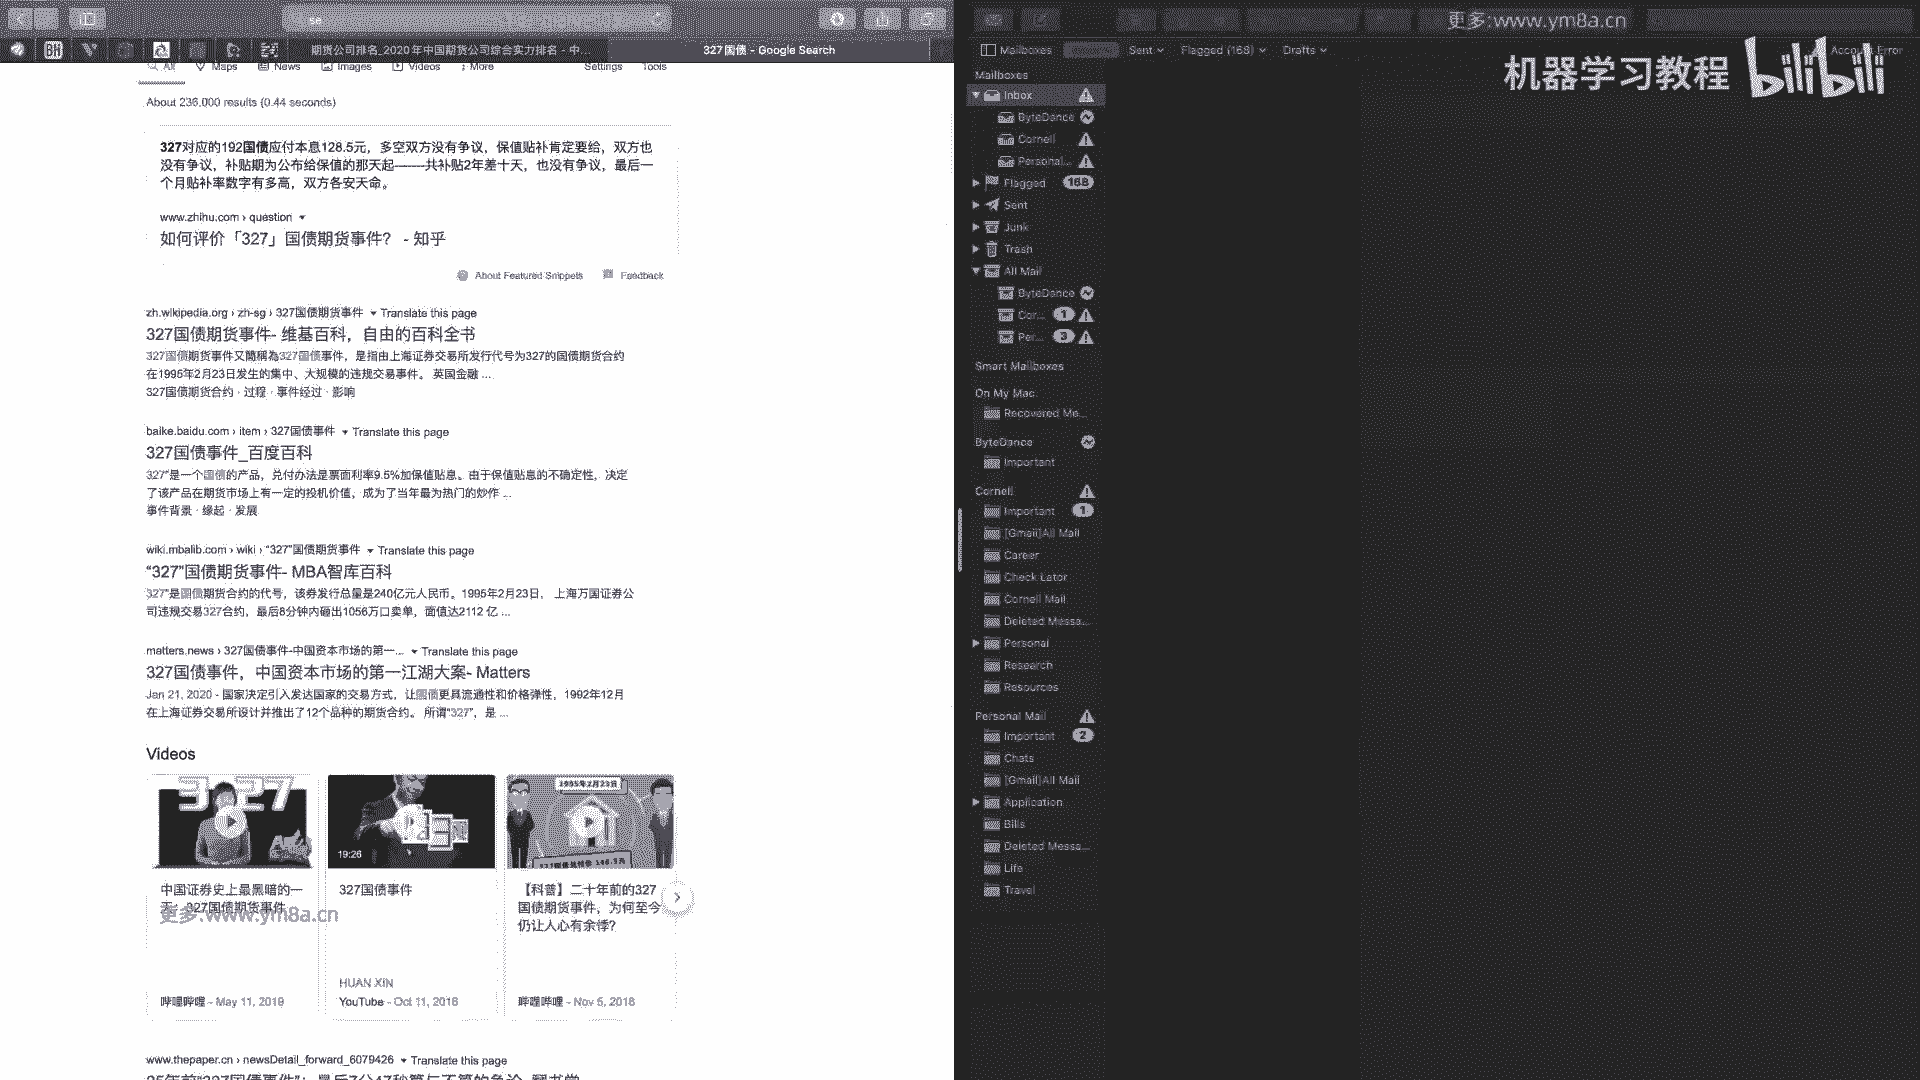 se
更多:www.ym8a.cn
期货公司排名_2020年中国期货公司综合实力排名 - 中...
327国债 - Google Search
Mailboxes
Sent
Flagged (168)
Drafts
Account Error
机器学习教程 bilibili
All
Maps
News
Images
Videos
More
Settings
Tools
About 236,000 results (0.44 seconds)
327对应的192国债应付本息128.5元，多空双方没有争议，保值贴补肯定要给，双方也
没有争议，补贴期为公布给保值的那天起——共补贴2年差十天，也没有争议，最后一
个月贴补率数字有多高，双方各安天命。
www.zhihu.com › question
如何评价「327」国债期货事件？ - 知乎
About Featured Snippets
Feedback
zh.wikipedia.org › zh-sg › 327国债期货事件 Translate this page
327国债期货事件- 维基百科，自由的百科全书
327国债期货事件又簡稱為327国债事件，是指由上海证券交易所发行代号为327的国债期货合约
在1995年2月23日发生的集中、大规模的违规交易事件。 英国金融 ...
327国债期货合约 · 过程 · 事件经过 · 影响
baike.baidu.com › item › 327国债事件 Translate this page
327国债事件_百度百科
327"是一个国债的产品，兑付办法是票面利率9.5%加保值贴息。由于保值贴息的不确定性，决定
了该产品在期货市场上有一定的投机价值，成为了当年最为热门的炒作 ...
事件背景 · 缘起 · 发展
wiki.mbalib.com › wiki › “327”国债期货事件 Translate this page
“327”国债期货事件- MBA智库百科
327"是国债期货合约的代号，该券发行总量是240亿元人民币。1995年2月23日， 上海万国证券公
司违规交易327合约，最后8分钟内砸出1056万口卖单，面值达2112 亿 ...
matters.news › 327国债事件-中国资本市场的第一... Translate this page
327国债事件，中国资本市场的第一江湖大案- Matters
Jan 21, 2020 - 国家决定引入发达国家的交易方式，让国债更具流通性和价格弹性，1992年12月
在上海证券交易所设计并推出了12个品种的期货合约。 所谓“327”，是 ...
Videos
327
19:26
1995年2月23日
中国证券史上最黑暗的一
天：327国债期货事件
更多:www.ym8a.cn
哔哩哔哩 - May 11, 2019
327国债事件
HUAN XIN
YouTube - Oct 11, 2016
【科普】二十年前的327
国债期货事件，为何至今
仍让人心有余悸？
哔哩哔哩 - Nov 5, 2018
www.thepaper.cn › newsDetail_forward_6079426 Translate this page
Mailboxes
Inbox
ByteDance
Cornell
Personal...
Flagged 168
Sent
Junk
Trash
All Mail
ByteDance
Cor... 1
Per... 3
Smart Mailboxes
On My Mac
Recovered Me...
ByteDance
Important
Cornell
Important 1
[Gmail]All Mail
Career
Check Later
Cornell Mail
Deleted Messa...
Personal
Research
Resources
Personal Mail
Important 2
Chats
[Gmail]All Mail
Application
Bills
Deleted Messa...
Life
Travel